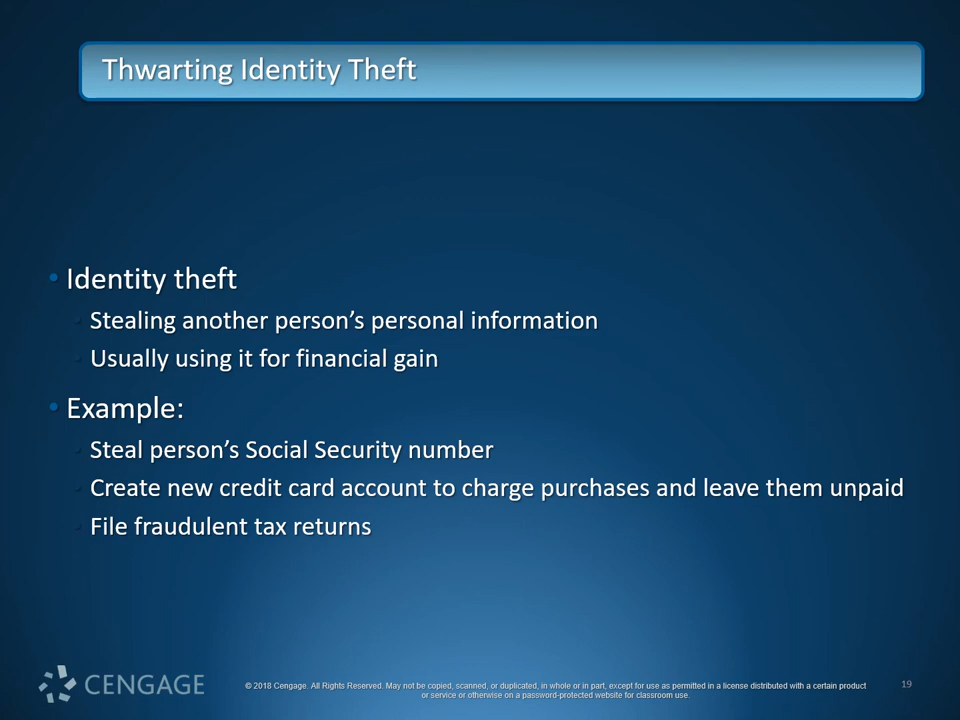 Thwarting Identity Theft
• Identity theft
• Stealing another person’s personal information
• Usually using it for financial gain
• Example:
• Steal person’s Social Security number
• Create new credit card account to charge purchases and leave them unpaid
• File fraudulent tax returns
CENGAGE
© 2018 Cengage. All Rights Reserved. May not be copied, scanned, or duplicated, in whole or in part, except for use as permitted in a license distributed with a certain product
or service or otherwise on a password-protected website for classroom use.
19